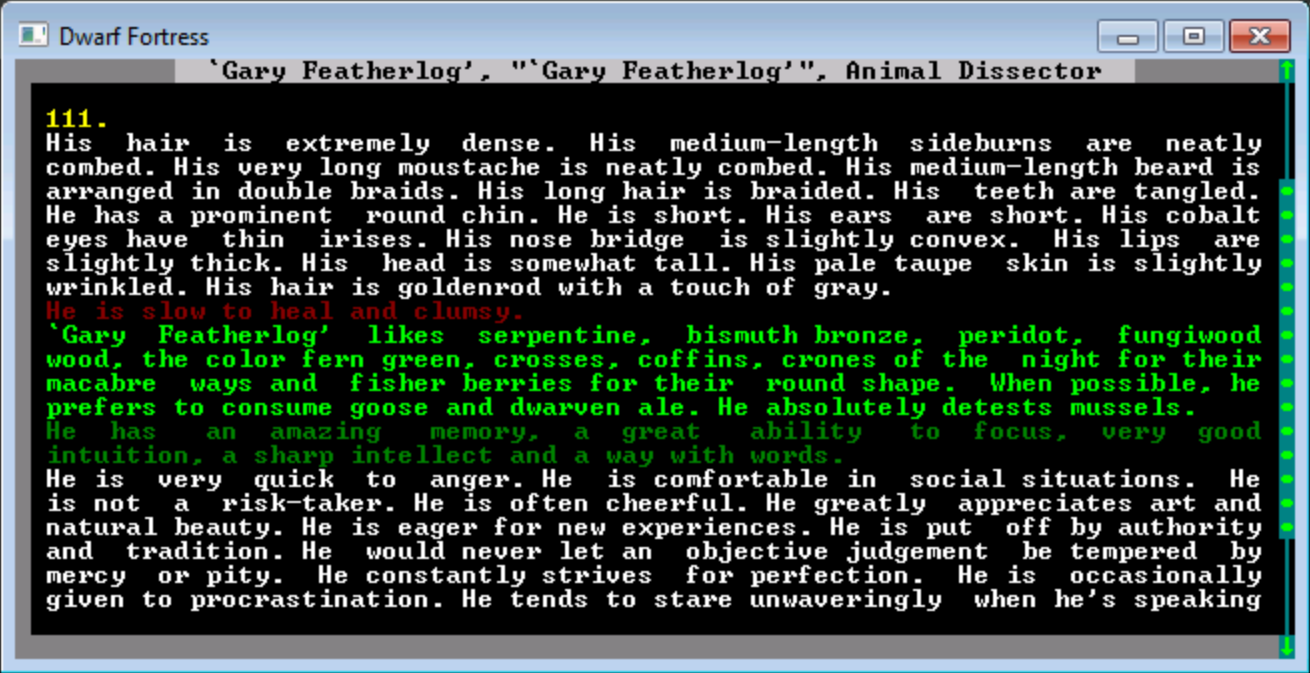 Dwarf Fortress
`Gary Featherlog', "`Gary Featherlog'", Animal Dissector
111.
His hair is extremely dense. His medium-length sideburns are neatly
combed. His very long moustache is neatly combed. His medium-length beard is
arranged in double braids. His long hair is braided. His teeth are tangled.
He has a prominent round chin. He is short. His ears are short. His cobalt
eyes have thin irises. His nose bridge is slightly convex. His lips are
slightly thick. His head is somewhat tall. His pale taupe skin is slightly
wrinkled. His hair is goldenrod with a touch of gray.
He is slow to heal and clumsy.
`Gary Featherlog' likes serpentine, bismuth bronze, peridot, fungiwood
wood, the color fern green, crosses, coffins, crones of the night for their
macabre ways and fisher berries for their round shape. When possible, he
prefers to consume goose and dwarven ale. He absolutely detests mussels.
He has an amazing memory, a great ability to focus, very good
intuition, a sharp intellect and a way with words.
He is very quick to anger. He is comfortable in social situations. He
is not a risk-taker. He is often cheerful. He greatly appreciates art and
natural beauty. He is eager for new experiences. He is put off by authority
and tradition. He would never let an objective judgement be tempered by
mercy or pity. He constantly strives for perfection. He is occasionally
given to procrastination. He tends to stare unwaveringly when he's speaking